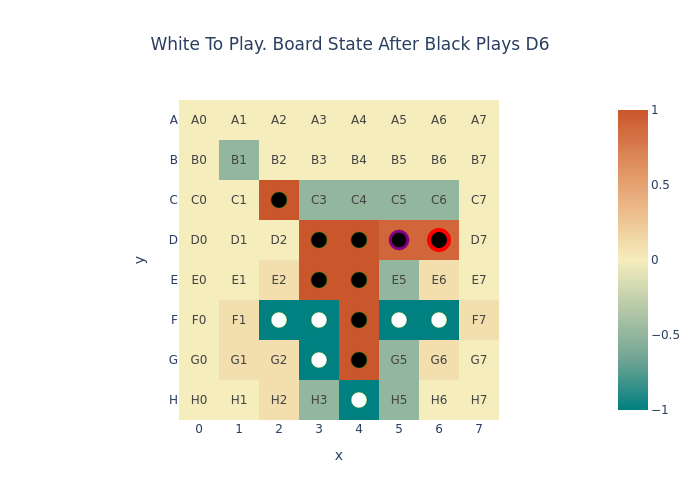 White To Play. Board State After Black Plays D6
A A0 A1 A2 A3 A4 A5 A6 A7 1
B B0 B1 B2 B3 B4 B5 B6 B7 0.5
C C0 C1 C3 C4 C5 C6 C7
D D0 D1 D2 D7
y
0
E E0 E1 E2 E5 E6 E7
F F0 F1 F7 −0.5
G G0 G1 G2 G5 G6 G7
H H0 H1 H2 H3 H5 H6 H7 −1
0 1 2 3 4 5 6 7
x